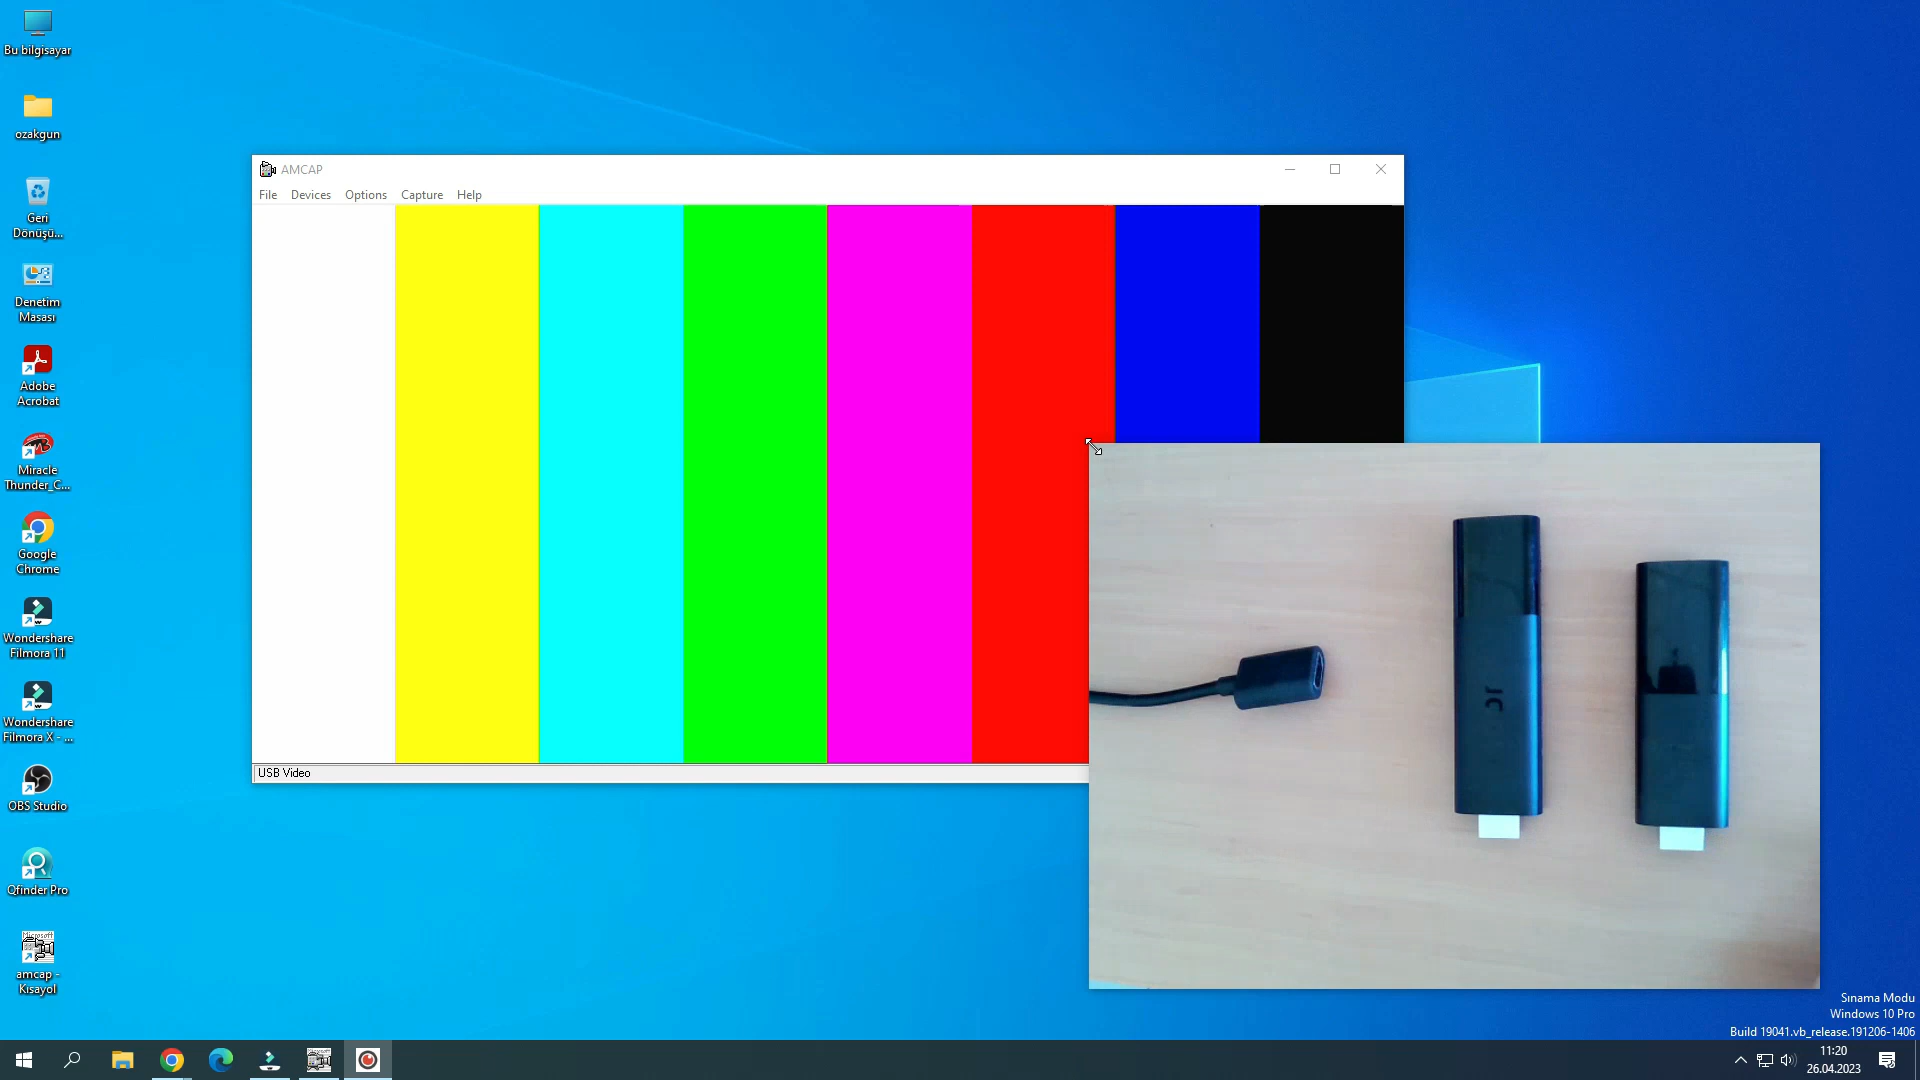 Bu bilgisayar
ozakgun
Geri
Dönüşü...
Denetim
Masası
Adobe
Acrobat
Miracle
Thunder_C...
Google
Chrome
Wondershare
Filmora 11
Wondershare
Filmora X - ...
OBS Studio
Qfinder Pro
Microsoft
amcap -
Kısayol
AMCAP
File Devices Options Capture Help
USB Video
Sınama Modu
Windows 10 Pro
Build 19041.vb_release.191206-1406
11:20
26.04.2023